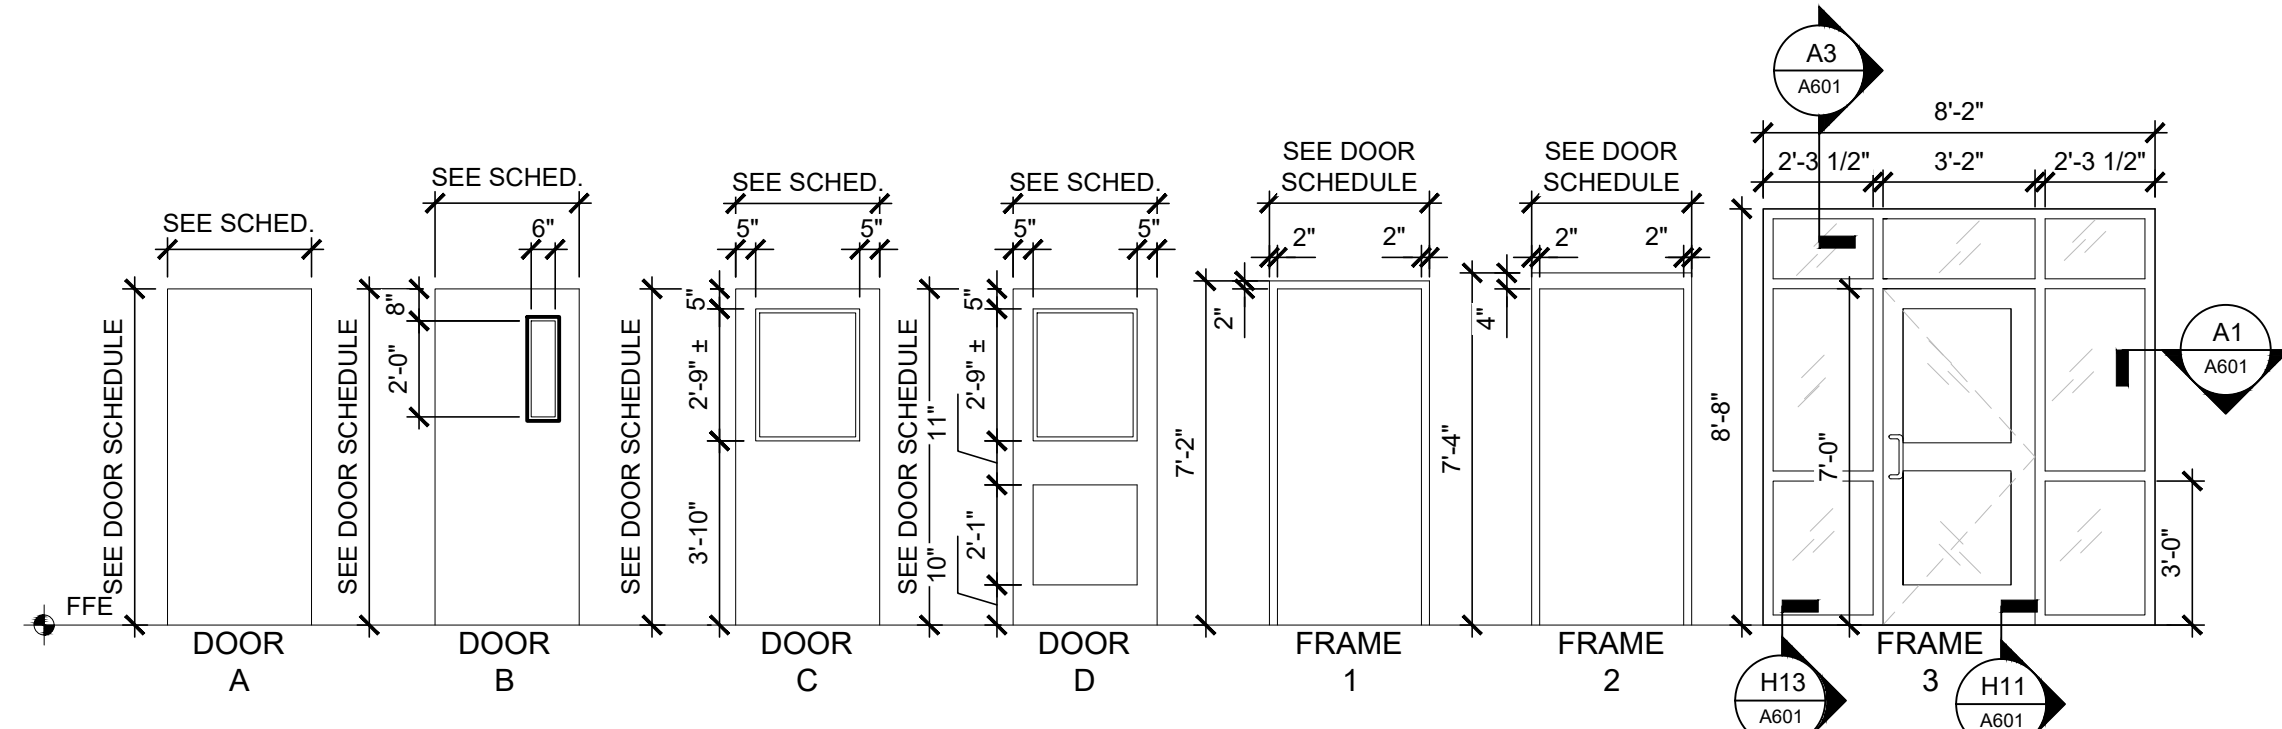 A3
A601
8'-2"
2'-3 1/2"
3'-2"
2'-3 1/2"
SEE DOOR
SCHEDULE
SEE DOOR
SCHEDULE
SEE SCHED.
SEE SCHED.
SEE SCHED.
SEE SCHED.
6"
5"
5"
5"
5"
2"
2"
2"
2"
SEE DOOR SCHEDULE
SEE DOOR SCHEDULE
8"
2'-0"
SEE DOOR SCHEDULE
5"
2'-9" ±
3'-10"
SEE DOOR SCHEDULE
11"
10"
5"
2'-9" ±
2'-1"
7'-2"
2"
7'-4"
4"
8'-8"
7'-0"
3'-0"
A1
A601
FFE
DOOR
A
DOOR
B
DOOR
C
DOOR
D
FRAME
1
FRAME
2
FRAME
3
H13
A601
H11
A601